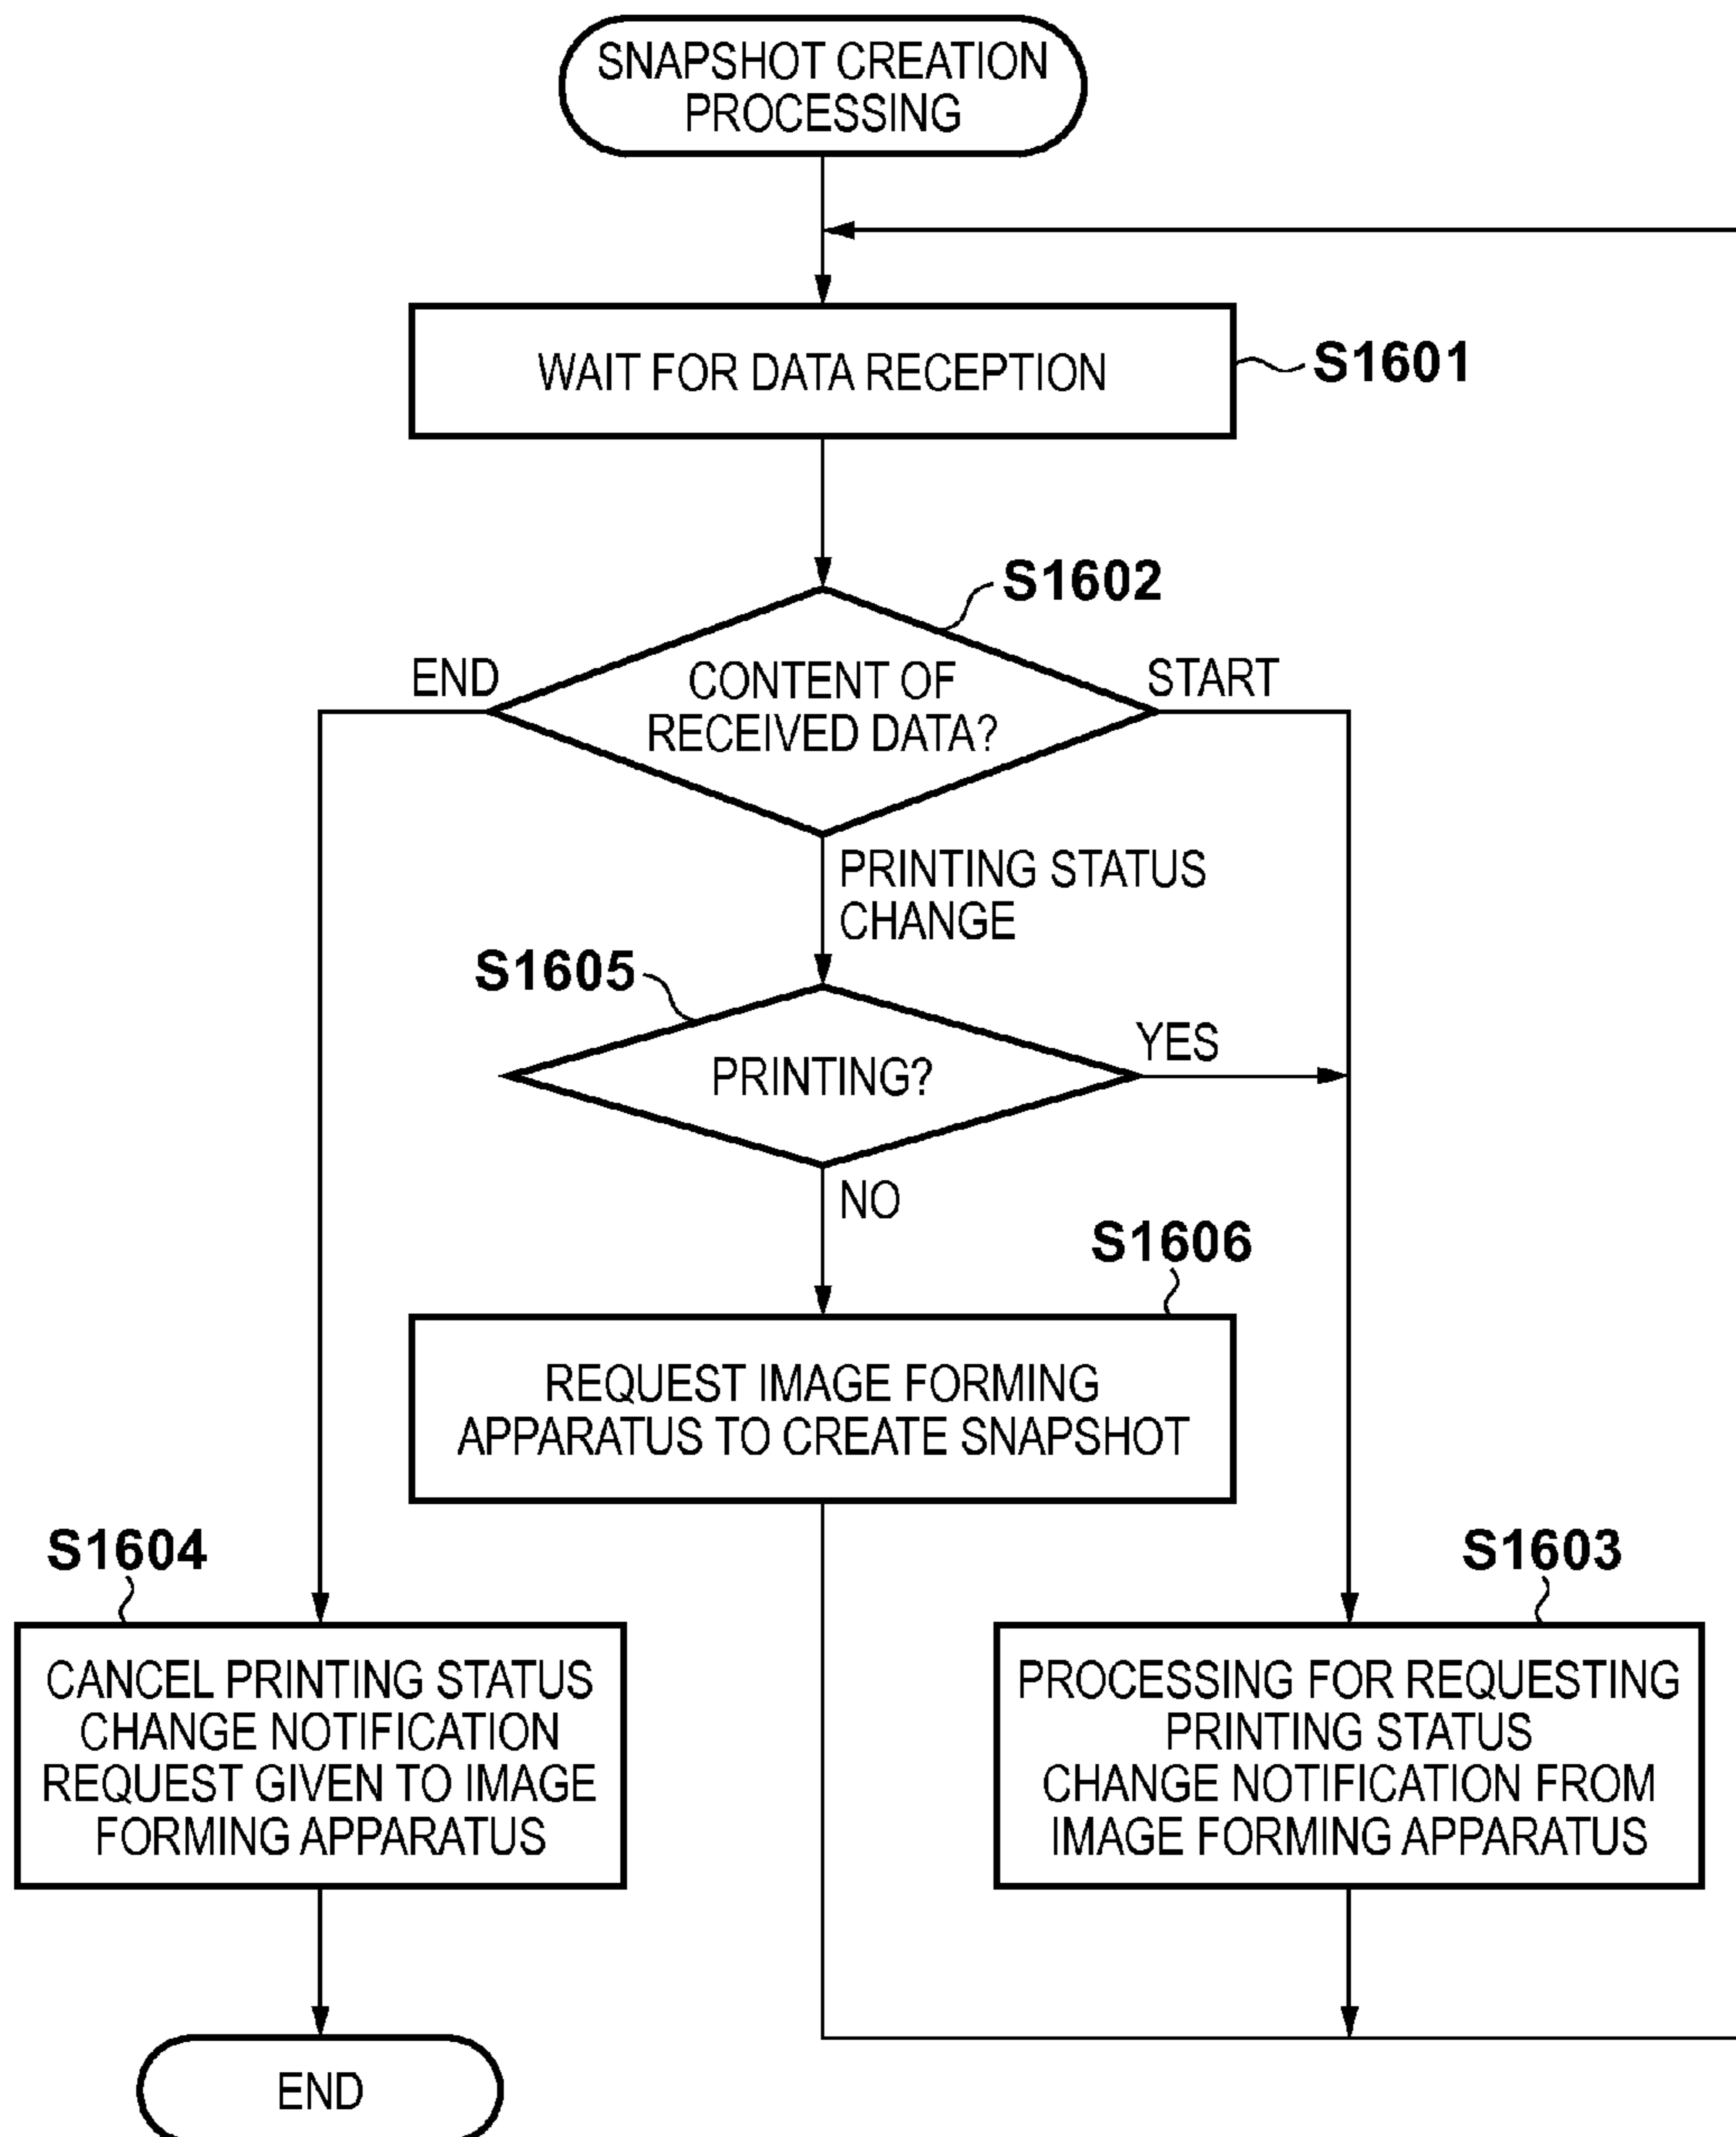 SNAPSHOT CREATION
PROCESSING
WAIT FOR DATA RECEPTION
S1601
S1602
END
CONTENT OF
RECEIVED DATA?
START
PRINTING STATUS
CHANGE
S1605
PRINTING?
YES
NO
S1606
REQUEST IMAGE FORMING
APPARATUS TO CREATE SNAPSHOT
S1604
CANCEL PRINTING STATUS
CHANGE NOTIFICATION
REQUEST GIVEN TO IMAGE
FORMING APPARATUS
S1603
PROCESSING FOR REQUESTING
PRINTING STATUS
CHANGE NOTIFICATION FROM
IMAGE FORMING APPARATUS
END